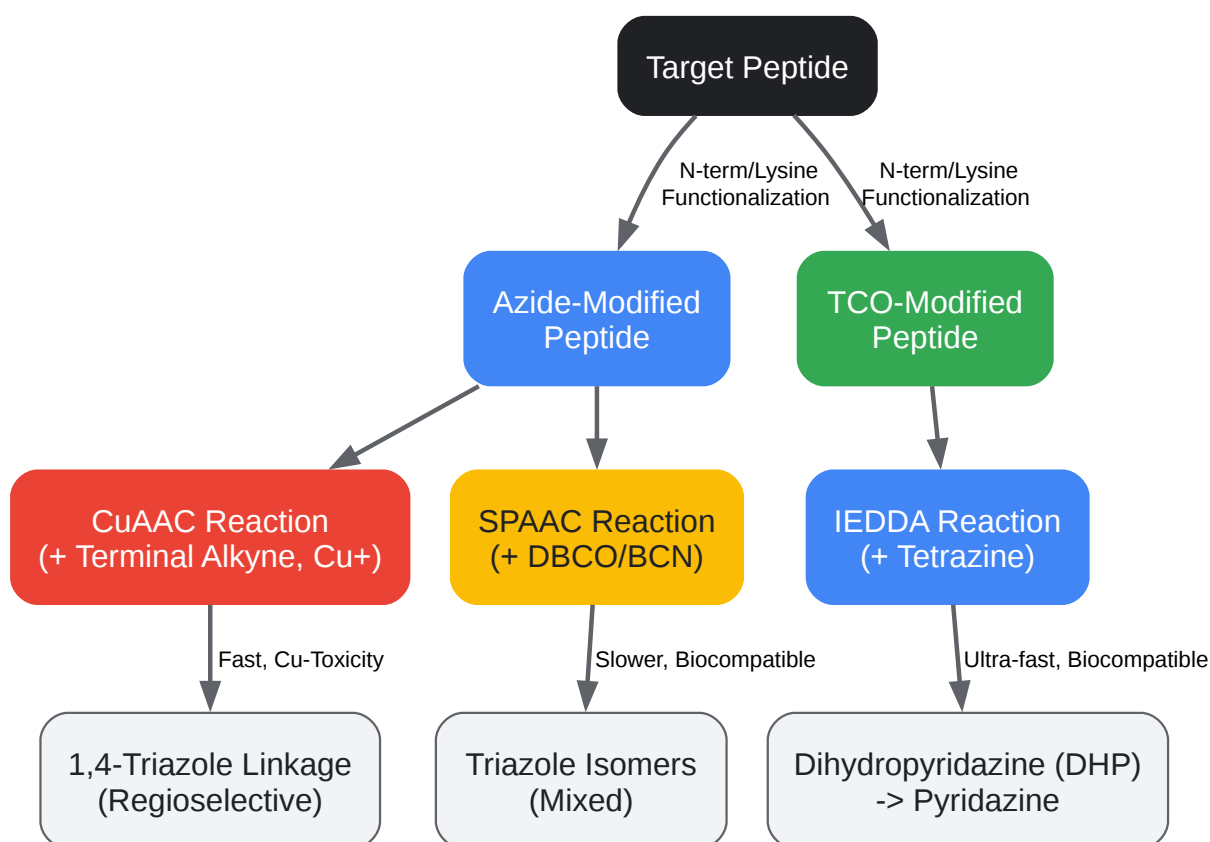 Target Peptide
N-term/Lysine
Functionalization
N-term/Lysine
Functionalization
Azide-Modified
Peptide
TCO-Modified
Peptide
CuAAC Reaction
(+ Terminal Alkyne, Cu+)
SPAAC Reaction
(+ DBCO/BCN)
IEDDA Reaction
(+ Tetrazine)
Fast, Cu-Toxicity
Slower, Biocompatible
Ultra-fast, Biocompatible
1,4-Triazole Linkage
(Regioselective)
Triazole Isomers
(Mixed)
Dihydropyridazine (DHP)
-> Pyridazine